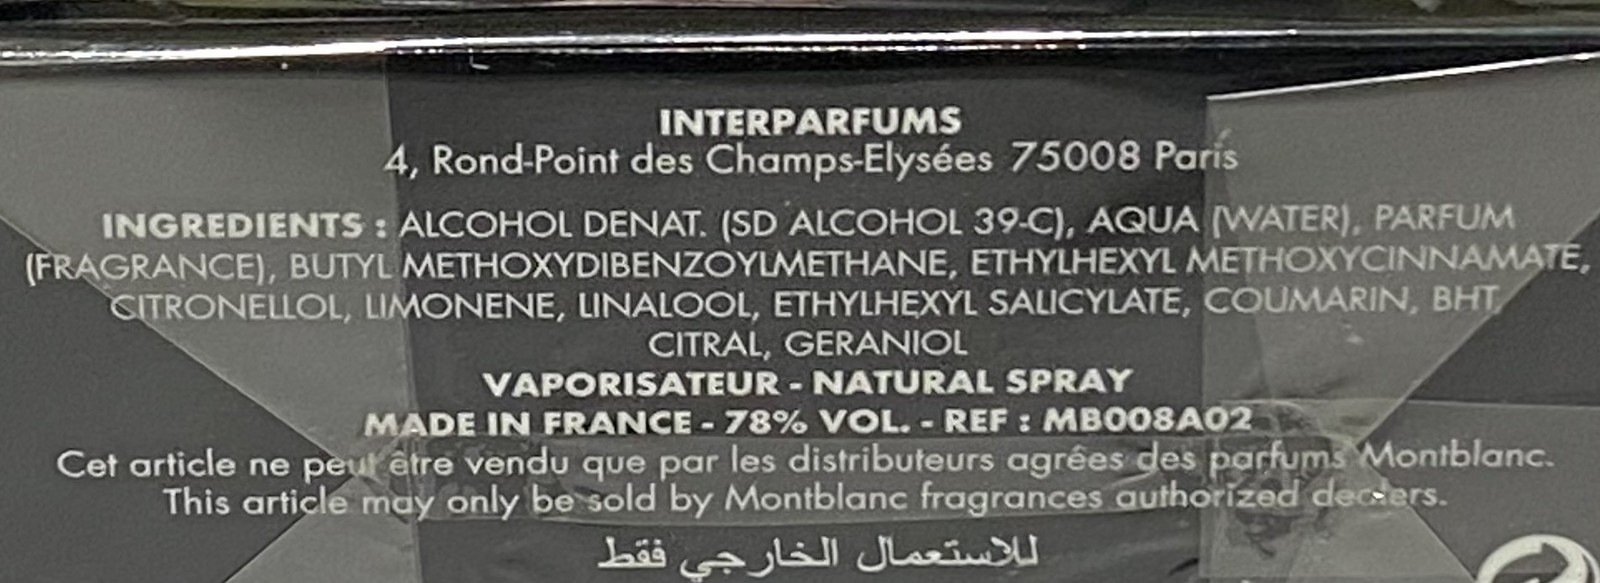 INTERPARFUMS
4, Rond-Point des Champs-Elysées 75008 Paris
INGREDIENTS : ALCOHOL DENAT. (SD ALCOHOL 39-C), AQUA (WATER), PARFUM
(FRAGRANCE), BUTYL METHOXYDIBENZOYLMETHANE, ETHYLHEXYL METHOXYCINNAMATE,
CITRONELLOL, LIMONENE, LINALOOL, ETHYLHEXYL SALICYLATE, COUMARIN, BHT,
CITRAL, GERANIOL
VAPORISATEUR - NATURAL SPRAY
MADE IN FRANCE - 78% VOL. - REF : MB008A02
Cet article ne peut être vendu que par les distributeurs agrées des parfums Montblanc.
This article may only be sold by Montblanc fragrances authorized dealers.
للاستعمال الخارجي فقط